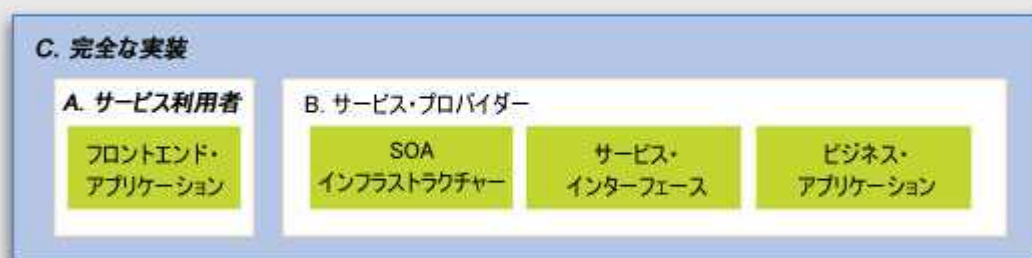 C. 完全な実装
A. サービス利用者
B. サービス・プロバイダー
フロントエンド・
アプリケーション
SOA
インフラストラクチャー
サービス・
インターフェース
ビジネス・
アプリケーション